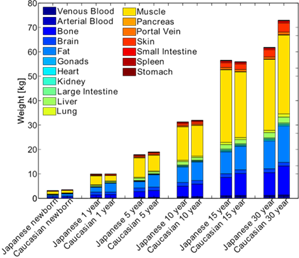 80
70
60
50
40
30
20
10
0
Weight [kg]
Venous Blood
Arterial Blood
Bone
Brain
Fat
Gonads
Heart
Kidney
Large Intestine
Liver
Lung
Muscle
Pancreas
Portal Vein
Skin
Small Intestine
Spleen
Stomach
Japanese newborn
Caucasian newborn
Japanese 1 year
Caucasian 1 year
Japanese 5 year
Caucasian 5 year
Japanese 10 year
Caucasian 10 year
Japanese 15 year
Caucasian 15 year
Japanese 30 year
Caucasian 30 year